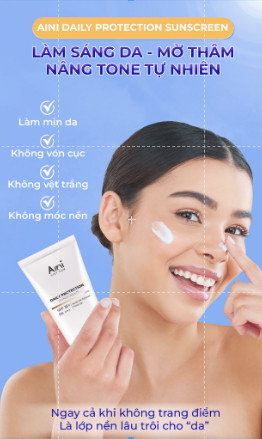 AINI DAILY PROTECTION SUNSCREEN
LÀM SÁNG DA - MỜ THÂM
NÂNG TONE TỰ NHIÊN
Làm mịn da
Không vón cục
Không vệt trắng
Không mốc nền
Aini
DAILY PROTECTION
Ngay cả khi không trang điểm
Là lớp nền lâu trôi cho "da"